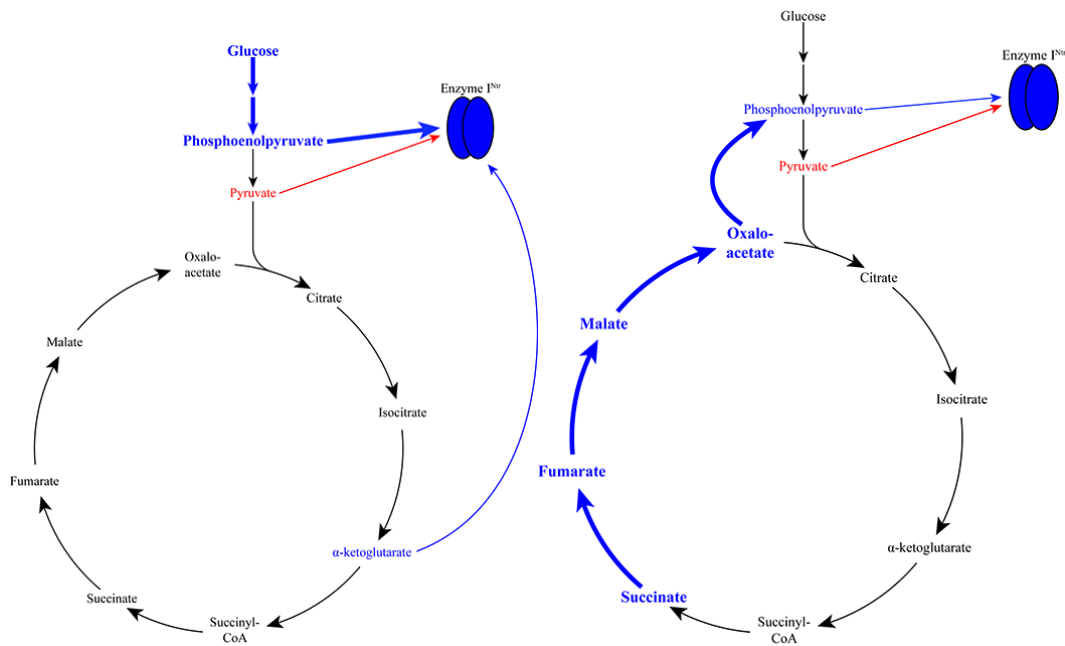 Glucose
Enzyme I^Ntr
Phosphoenolpyruvate
Pyruvate
Oxalo-
acetate
Citrate
Malate
Isocitrate
Fumarate
α-ketoglutarate
Succinate
Succinyl-
CoA
Glucose
Enzyme I^Ntr
Phosphoenolpyruvate
Pyruvate
Oxalo-
acetate
Citrate
Malate
Isocitrate
Fumarate
α-ketoglutarate
Succinate
Succinyl-
CoA